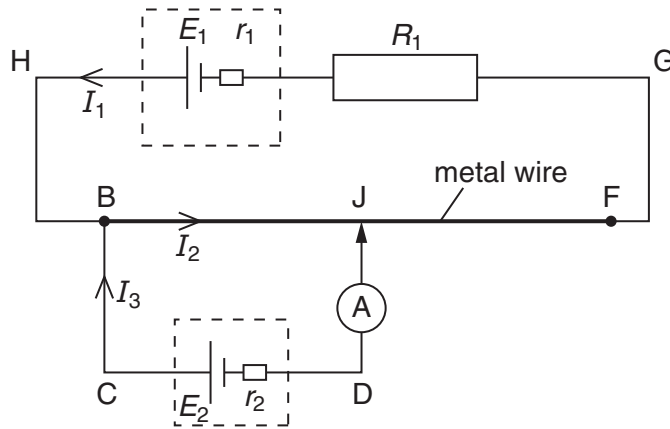 E1 r1 R1
H G
I1
metal wire
B J F
I2
I3
A
C D
E2 r2